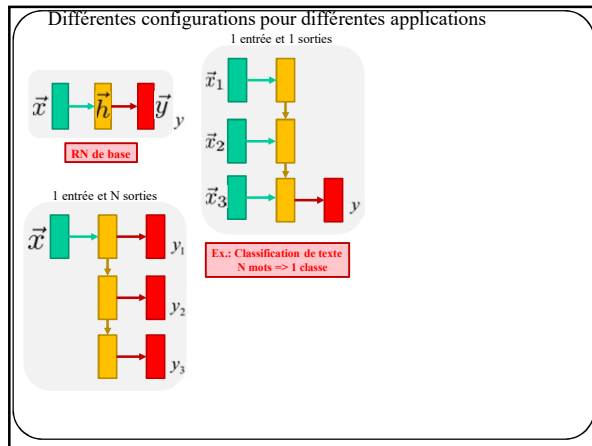 Différentes configurations pour différentes applications
1 entrée et 1 sorties
x⃗ h⃗ y⃗ y
RN de base
x⃗1
x⃗2
x⃗3 y
Ex.: Classification de texte
N mots => 1 classe
1 entrée et N sorties
x⃗ y1
y2
y3